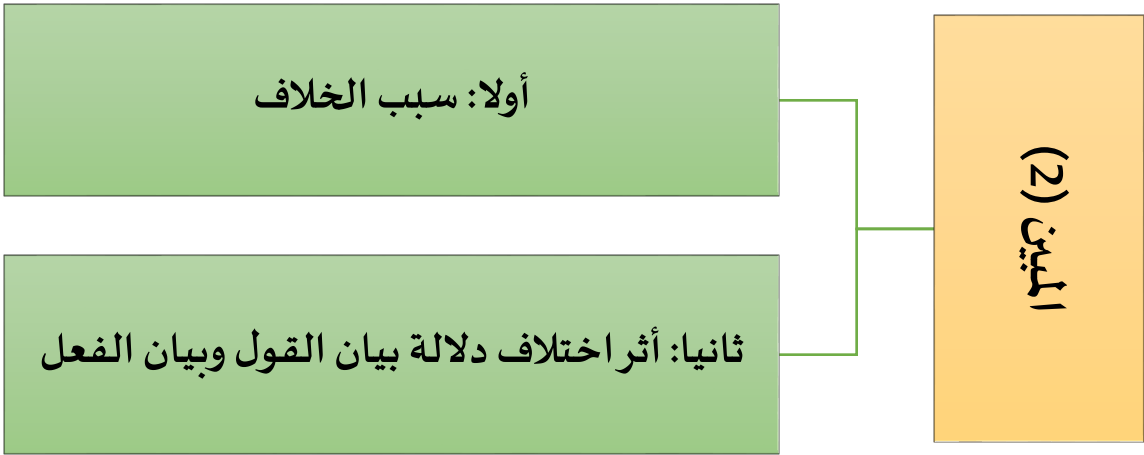 المبين (2)
أولا: سبب الخلاف
ثانيا: أثر اختلاف دلالة بيان القول وبيان الفعل